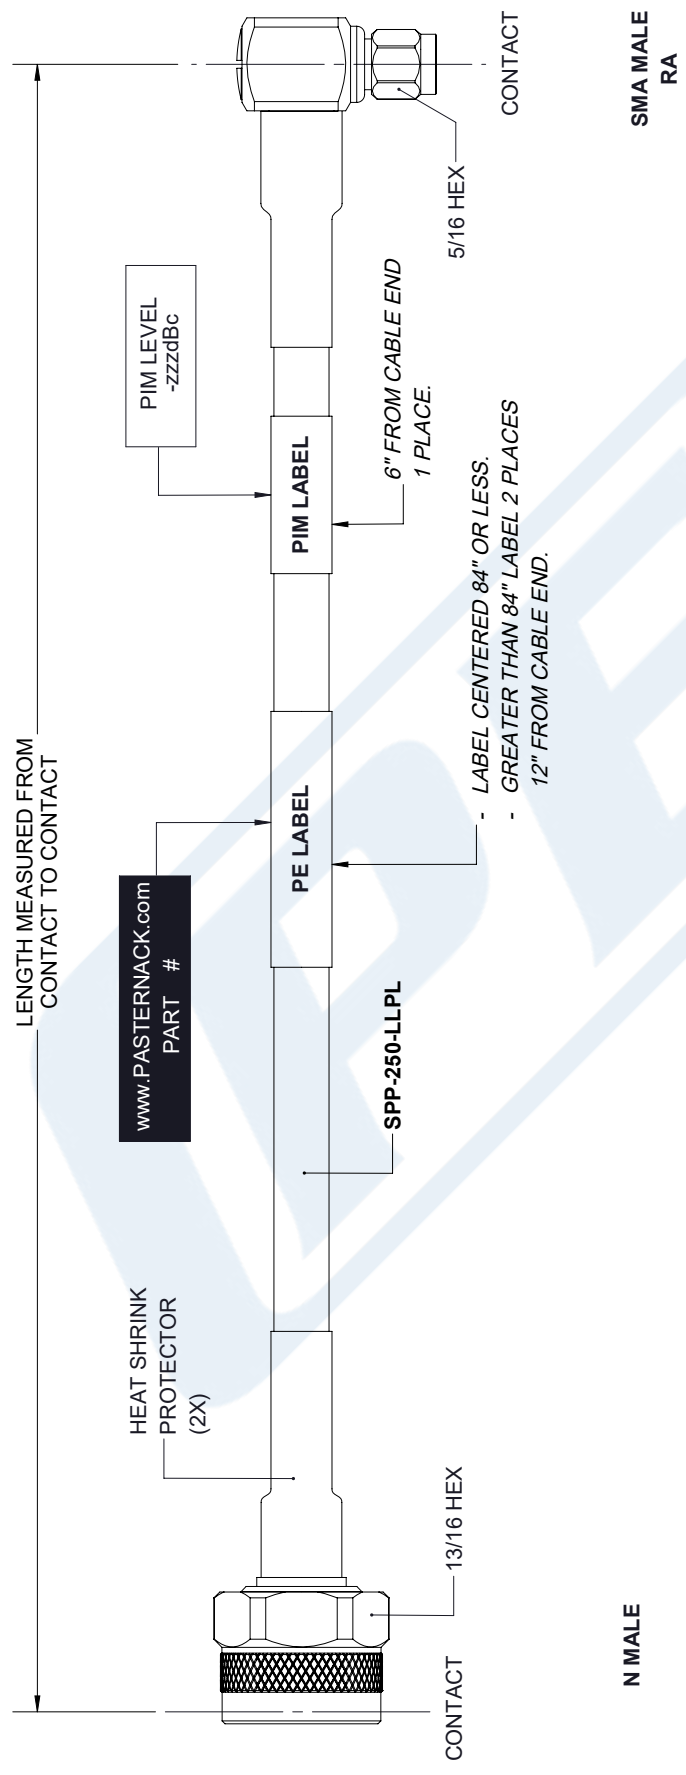 LENGTH MEASURED FROM
CONTACT TO CONTACT
HEAT SHRINK
PROTECTOR
(2X)
www.PASTERNACK.com
PART #
PIM LEVEL
-zzzdBc
PE LABEL
PIM LABEL
CONTACT
13/16 HEX
SPP-250-LLPL
- LABEL CENTERED 84" OR LESS.
- GREATER THAN 84" LABEL 2 PLACES
12" FROM CABLE END.
6" FROM CABLE END
1 PLACE.
5/16 HEX
CONTACT
N MALE
SMA MALE
RA